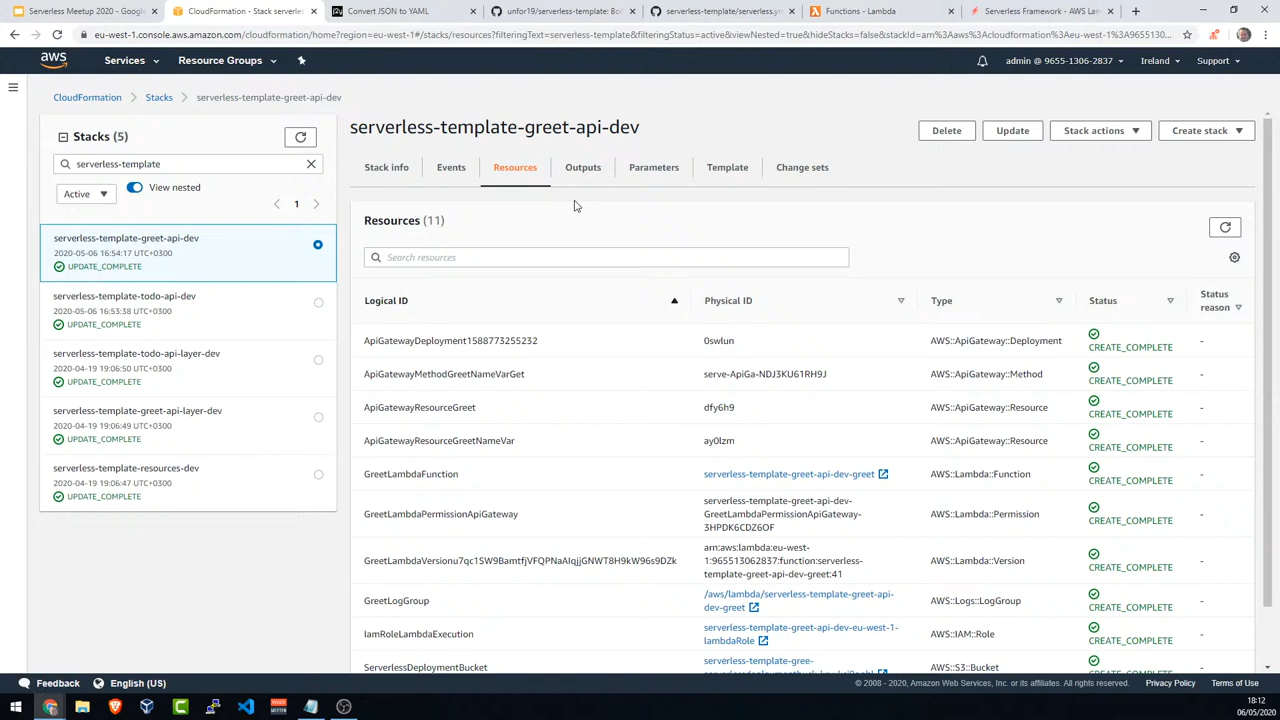 Serverless Meetup 2020 - Google
CloudFormation - Stack serverles
Convert JSON to YAML
unfor19/serverless-template: Boi
serverless-template/serverless.ym
Functions - Lambda
Serverless Framework - AWS Lam
eu-west-1.console.aws.amazon.com/cloudformation/home?region=eu-west-1#/stacks/resources?filteringText=serverless-template&filteringStatus=active&viewNested=true&hideStacks=false&stackId=arn%3Aaws%3Acloudformation%3Aeu-west-1%3A9655...
aws
Services
Resource Groups
admin @ 9655-1306-2837
Ireland
Support
CloudFormation
Stacks
serverless-template-greet-api-dev
Stacks (5)
serverless-template
Active
View nested
1
serverless-template-greet-api-dev
2020-05-06 16:54:17 UTC+0300
UPDATE_COMPLETE
serverless-template-todo-api-dev
2020-05-06 16:53:38 UTC+0300
UPDATE_COMPLETE
serverless-template-todo-api-layer-dev
2020-04-19 19:06:50 UTC+0300
UPDATE_COMPLETE
serverless-template-greet-api-layer-dev
2020-04-19 19:06:49 UTC+0300
UPDATE_COMPLETE
serverless-template-resources-dev
2020-04-19 19:06:47 UTC+0300
UPDATE_COMPLETE
serverless-template-greet-api-dev
Delete
Update
Stack actions
Create stack
Stack info
Events
Resources
Outputs
Parameters
Template
Change sets
Resources (11)
Search resources
Logical ID
Physical ID
Type
Status
Status
reason
ApiGatewayDeployment1588773255232
0swlun
AWS::ApiGateway::Deployment
CREATE_COMPLETE
-
ApiGatewayMethodGreetNameVarGet
serve-ApiGa-NDJ3KU61RH9J
AWS::ApiGateway::Method
CREATE_COMPLETE
-
ApiGatewayResourceGreet
dfy6h9
AWS::ApiGateway::Resource
CREATE_COMPLETE
-
ApiGatewayResourceGreetNameVar
ay0lzm
AWS::ApiGateway::Resource
CREATE_COMPLETE
-
GreetLambdaFunction
serverless-template-greet-api-dev-greet
AWS::Lambda::Function
CREATE_COMPLETE
-
GreetLambdaPermissionApiGateway
serverless-template-greet-api-dev-
GreetLambdaPermissionApiGateway-
3HPDK6CDZ6OF
AWS::Lambda::Permission
CREATE_COMPLETE
-
GreetLambdaVersionu7qc1SW9BamtfjVFQPNaAIqjjGNWT8H9kW96s9DZk
arn:aws:lambda:eu-west-
1:965513062837:function:serverless-
template-greet-api-dev-greet:41
AWS::Lambda::Version
CREATE_COMPLETE
-
GreetLogGroup
/aws/lambda/serverless-template-greet-api-
dev-greet
AWS::Logs::LogGroup
CREATE_COMPLETE
-
IamRoleLambdaExecution
serverless-template-greet-api-dev-eu-west-1-
lambdaRole
AWS::IAM::Role
CREATE_COMPLETE
-
ServerlessDeploymentBucket
serverless-template-gree-
AWS::S3::Bucket
Feedback
English (US)
© 2008 - 2020, Amazon Web Services, Inc. or its affiliates. All rights reserved.
Privacy Policy
Terms of Use
18:12
06/05/2020